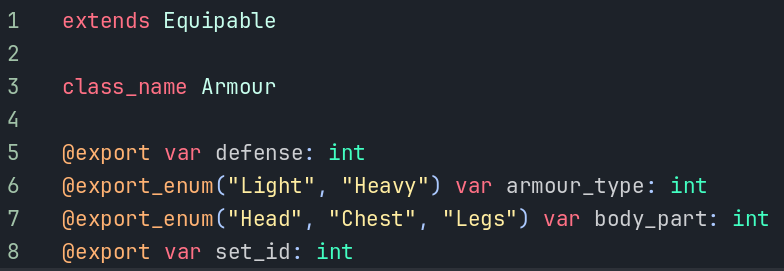 1 extends Equipable
2
3 class_name Armour
4
5 @export var defense: int
6 @export_enum("Light", "Heavy") var armour_type: int
7 @export_enum("Head", "Chest", "Legs") var body_part: int
8 @export var set_id: int